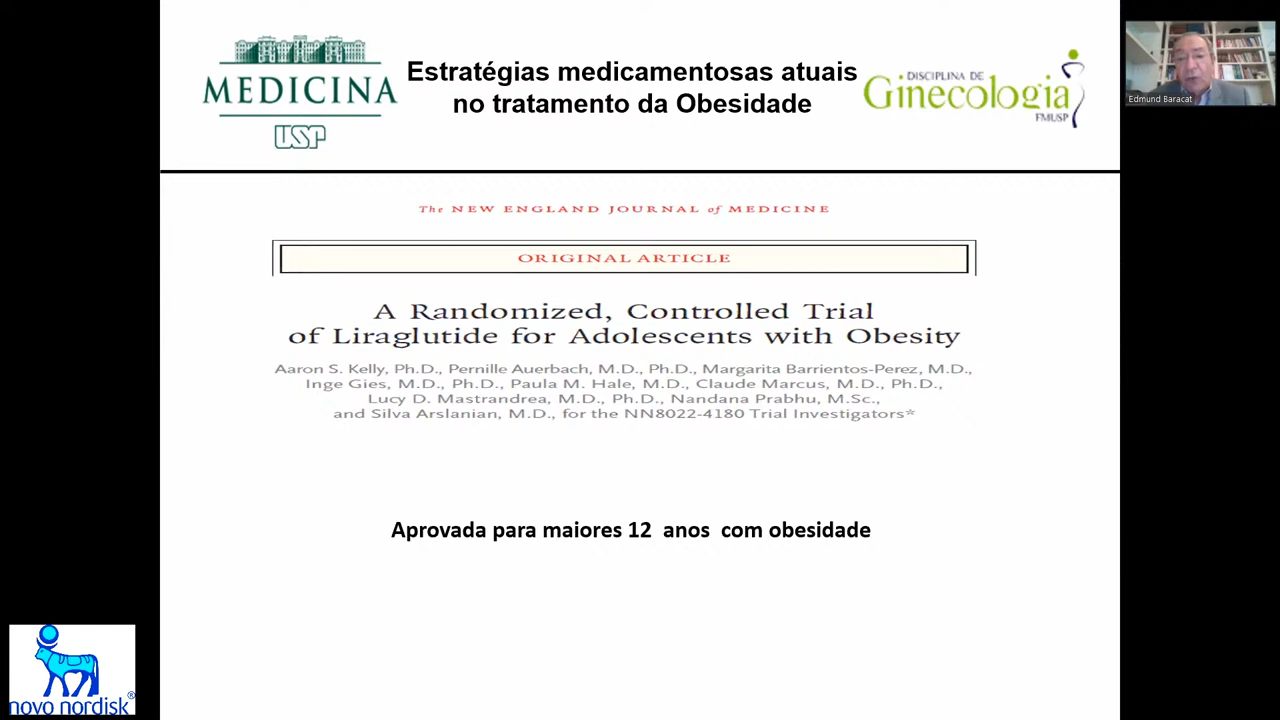 MEDICINA
USP
Estratégias medicamentosas atuais
no tratamento da Obesidade
DISCIPLINA DE
Ginecologia
FMUSP
Edmund Baracat
The NEW ENGLAND JOURNAL of MEDICINE
ORIGINAL ARTICLE
A Randomized, Controlled Trial
of Liraglutide for Adolescents with Obesity
Aaron S. Kelly, Ph.D., Pernille Auerbach, M.D., Ph.D., Margarita Barrientos-Perez, M.D.,
Inge Gies, M.D., Ph.D., Paula M. Hale, M.D., Claude Marcus, M.D., Ph.D.,
Lucy D. Mastrandrea, M.D., Ph.D., Nandana Prabhu, M.Sc.,
and Silva Arslanian, M.D., for the NN8022-4180 Trial Investigators*
Aprovada para maiores 12 anos com obesidade
novo nordisk®